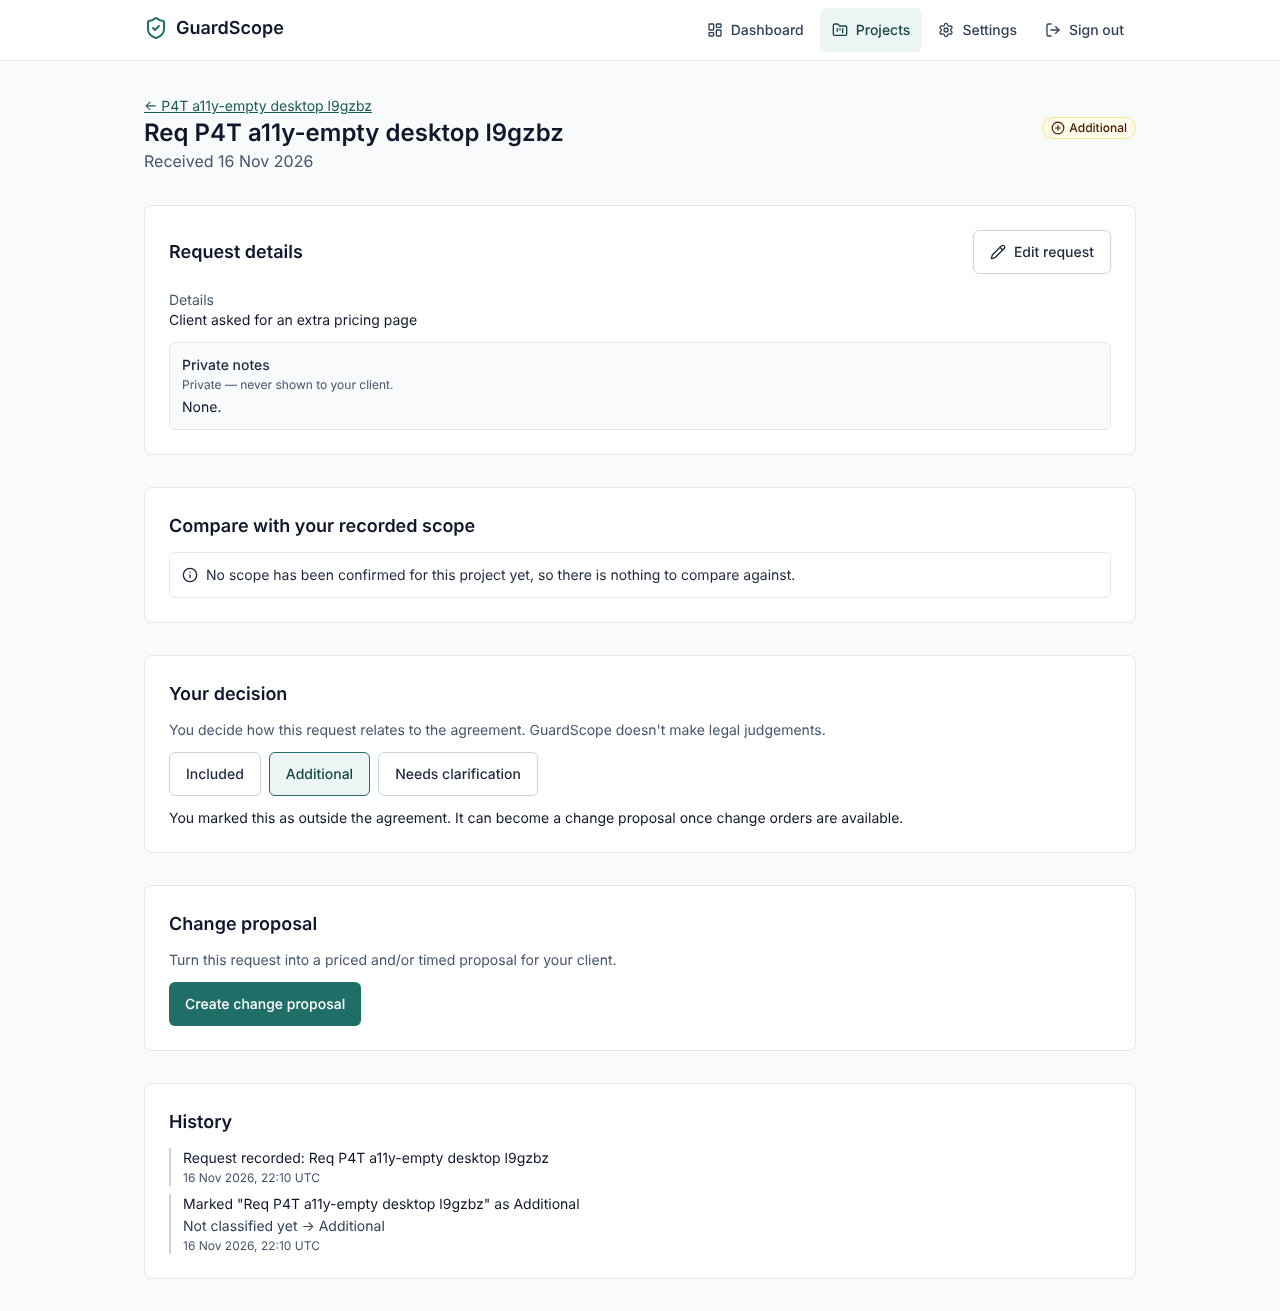 GuardScope
Dashboard
Projects
Settings
Sign out
← P4T a11y-empty desktop l9gzbz
Req P4T a11y-empty desktop l9gzbz
Additional
Received 16 Nov 2026
Request details
Edit request
Details
Client asked for an extra pricing page
Private notes
Private — never shown to your client.
None.
Compare with your recorded scope
No scope has been confirmed for this project yet, so there is nothing to compare against.
Your decision
You decide how this request relates to the agreement. GuardScope doesn't make legal judgements.
Included
Additional
Needs clarification
You marked this as outside the agreement. It can become a change proposal once change orders are available.
Change proposal
Turn this request into a priced and/or timed proposal for your client.
Create change proposal
History
Request recorded: Req P4T a11y-empty desktop l9gzbz
16 Nov 2026, 22:10 UTC
Marked "Req P4T a11y-empty desktop l9gzbz" as Additional
Not classified yet → Additional
16 Nov 2026, 22:10 UTC